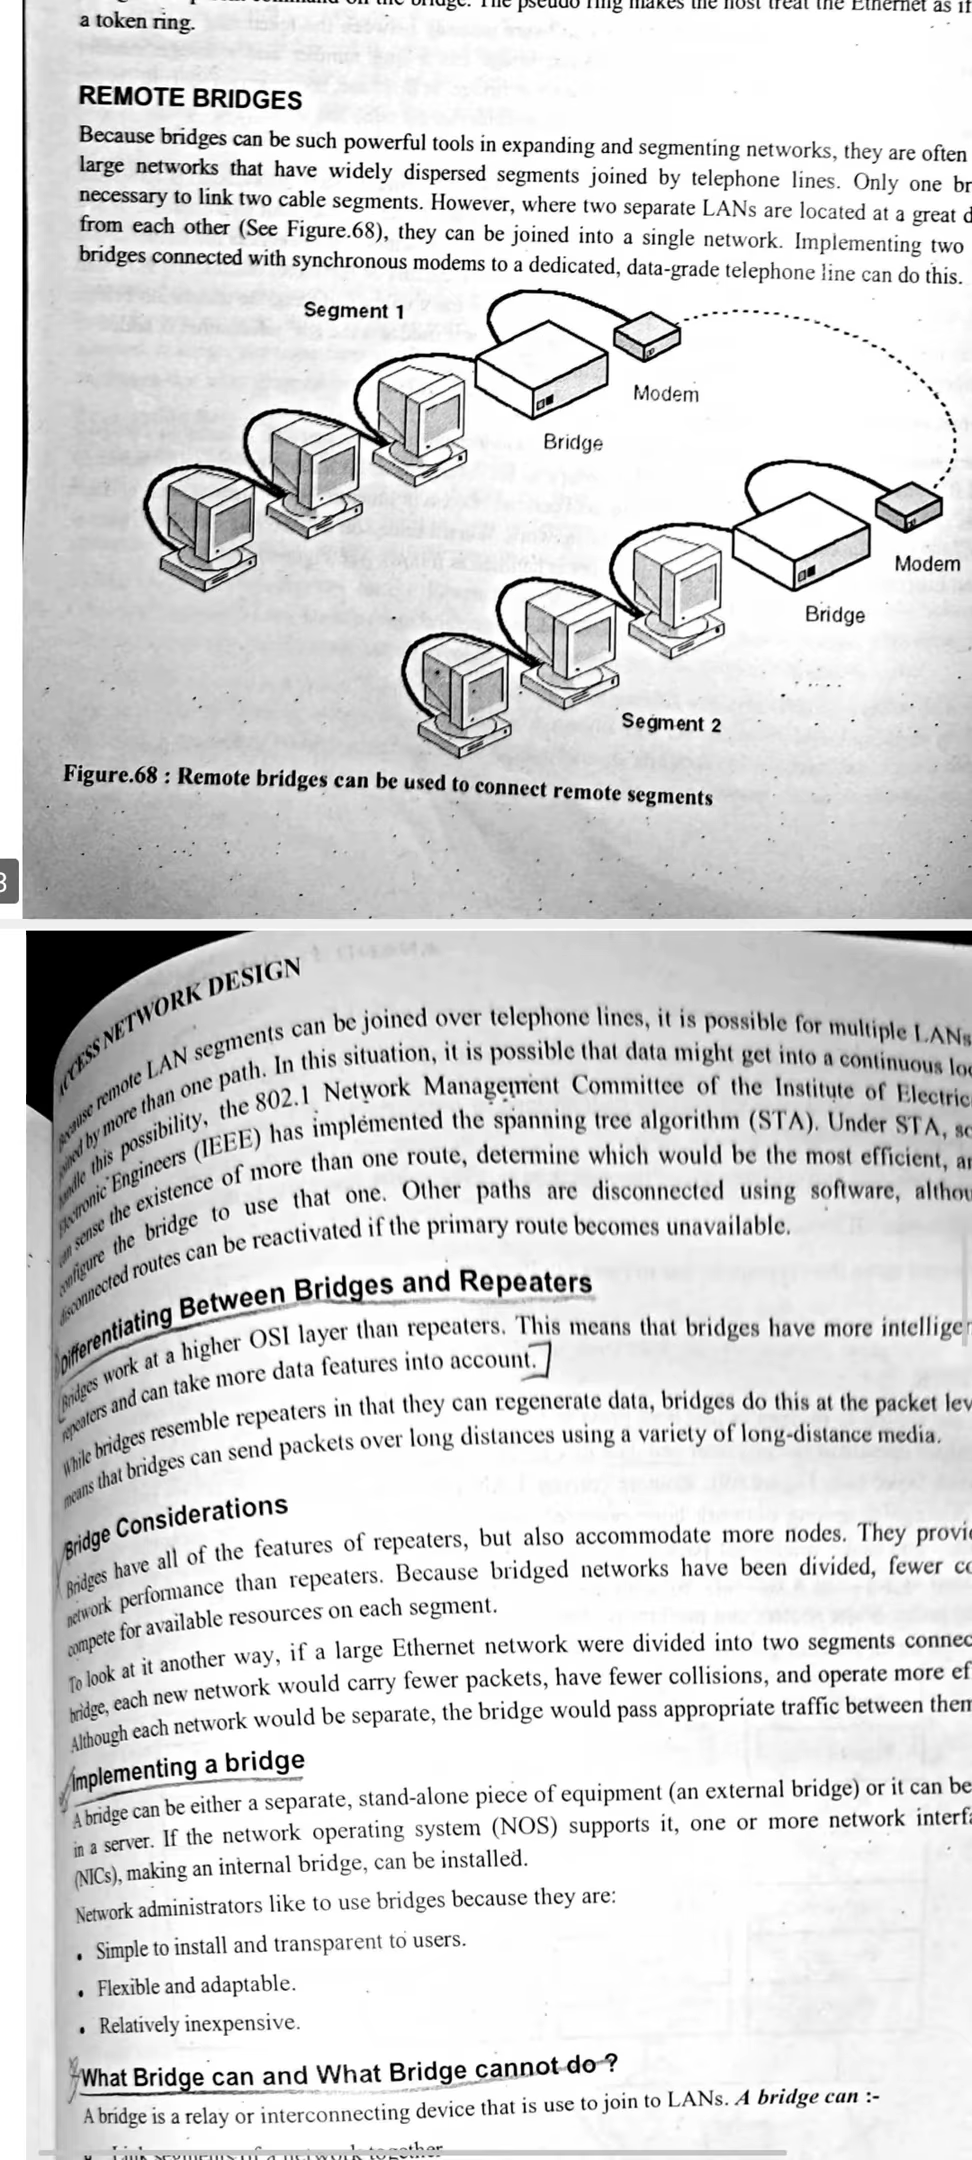 the bridge. The pseudo ring makes the host treat the Ethernet as if
a token ring.
REMOTE BRIDGES
Because bridges can be such powerful tools in expanding and segmenting networks, they are often
large networks that have widely dispersed segments joined by telephone lines. Only one br
necessary to link two cable segments. However, where two separate LANs are located at a great d
from each other (See Figure.68), they can be joined into a single network. Implementing two
bridges connected with synchronous modems to a dedicated, data-grade telephone line can do this.
Segment 1
Modem
Bridge
Modem
Bridge
Segment 2
Figure.68 : Remote bridges can be used to connect remote segments
3
ACCESS NETWORK DESIGN
Because remote LAN segments can be joined over telephone lines, it is possible for multiple LANs
joined by more than one path. In this situation, it is possible that data might get into a continuous loo
handle this possibility, the 802.1 Network Management Committee of the Institute of Electric
Electronic Engineers (IEEE) has implemented the spanning tree algorithm (STA). Under STA, so
can sense the existence of more than one route, determine which would be the most efficient, an
configure the bridge to use that one. Other paths are disconnected using software, althou
disconnected routes can be reactivated if the primary route becomes unavailable.
Differentiating Between Bridges and Repeaters
Bridges work at a higher OSI layer than repeaters. This means that bridges have more intelligen
repeaters and can take more data features into account.
While bridges resemble repeaters in that they can regenerate data, bridges do this at the packet lev
means that bridges can send packets over long distances using a variety of long-distance media.
Bridge Considerations
Bridges have all of the features of repeaters, but also accommodate more nodes. They provi
network performance than repeaters. Because bridged networks have been divided, fewer co
compete for available resources on each segment.
To look at it another way, if a large Ethernet network were divided into two segments connec
bridge, each new network would carry fewer packets, have fewer collisions, and operate more ef
Although each network would be separate, the bridge would pass appropriate traffic between them
Implementing a bridge
A bridge can be either a separate, stand-alone piece of equipment (an external bridge) or it can be
in a server. If the network operating system (NOS) supports it, one or more network interfa
(NICs), making an internal bridge, can be installed.
Network administrators like to use bridges because they are:
• Simple to install and transparent to users.
• Flexible and adaptable.
• Relatively inexpensive.
What Bridge can and What Bridge cannot do ?
A bridge is a relay or interconnecting device that is use to join to LANs. A bridge can :-